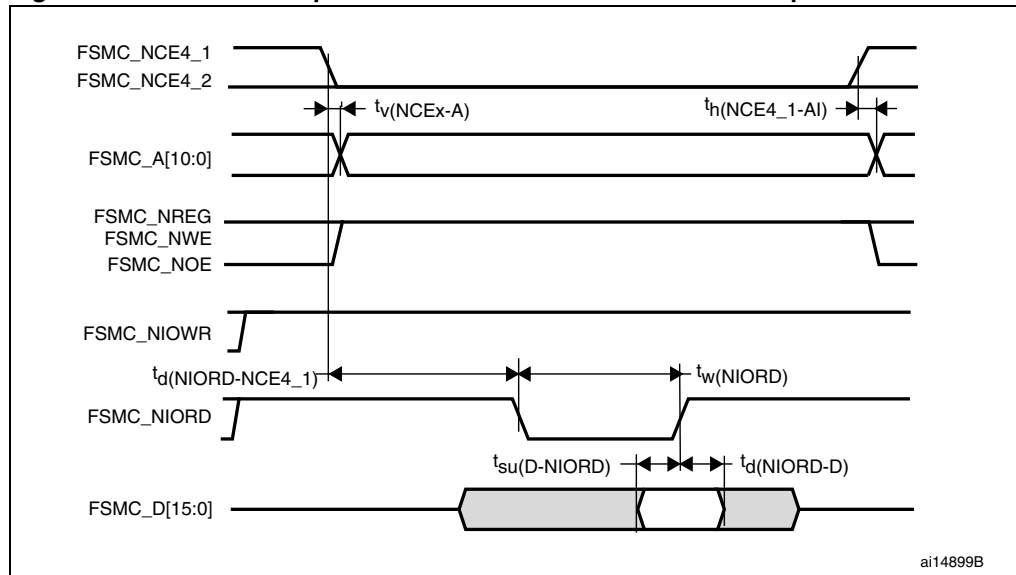 FSMC_NCE4_1
FSMC_NCE4_2
tv(NCEx-A)
th(NCE4_1-AI)
FSMC_A[10:0]
FSMC_NREG
FSMC_NWE
FSMC_NOE
FSMC_NIOWR
td(NIORD-NCE4_1)
tw(NIORD)
FSMC_NIORD
tsu(D-NIORD)
td(NIORD-D)
FSMC_D[15:0]
ai14899B